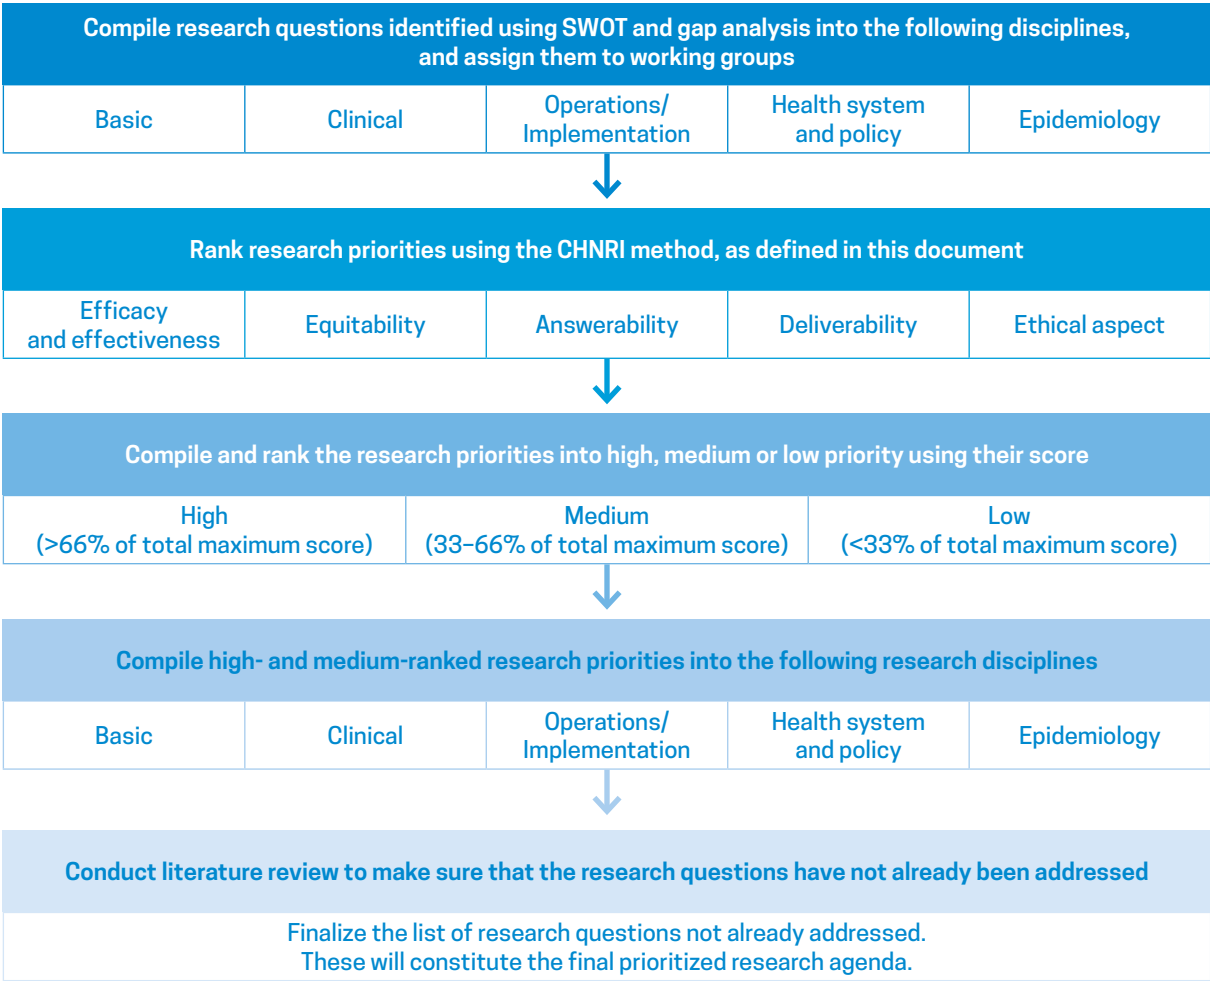 Compile research questions identified using SWOT and gap analysis into the following disciplines,
and assign them to working groups
Basic
Clinical
Operations/
Implementation
Health system
and policy
Epidemiology
Rank research priorities using the CHNRI method, as defined in this document
Efficacy
and effectiveness
Equitability
Answerability
Deliverability
Ethical aspect
Compile and rank the research priorities into high, medium or low priority using their score
High
(>66% of total maximum score)
Medium
(33–66% of total maximum score)
Low
(<33% of total maximum score)
Compile high- and medium-ranked research priorities into the following research disciplines
Basic
Clinical
Operations/
Implementation
Health system
and policy
Epidemiology
Conduct literature review to make sure that the research questions have not already been addressed
Finalize the list of research questions not already addressed.
These will constitute the final prioritized research agenda.